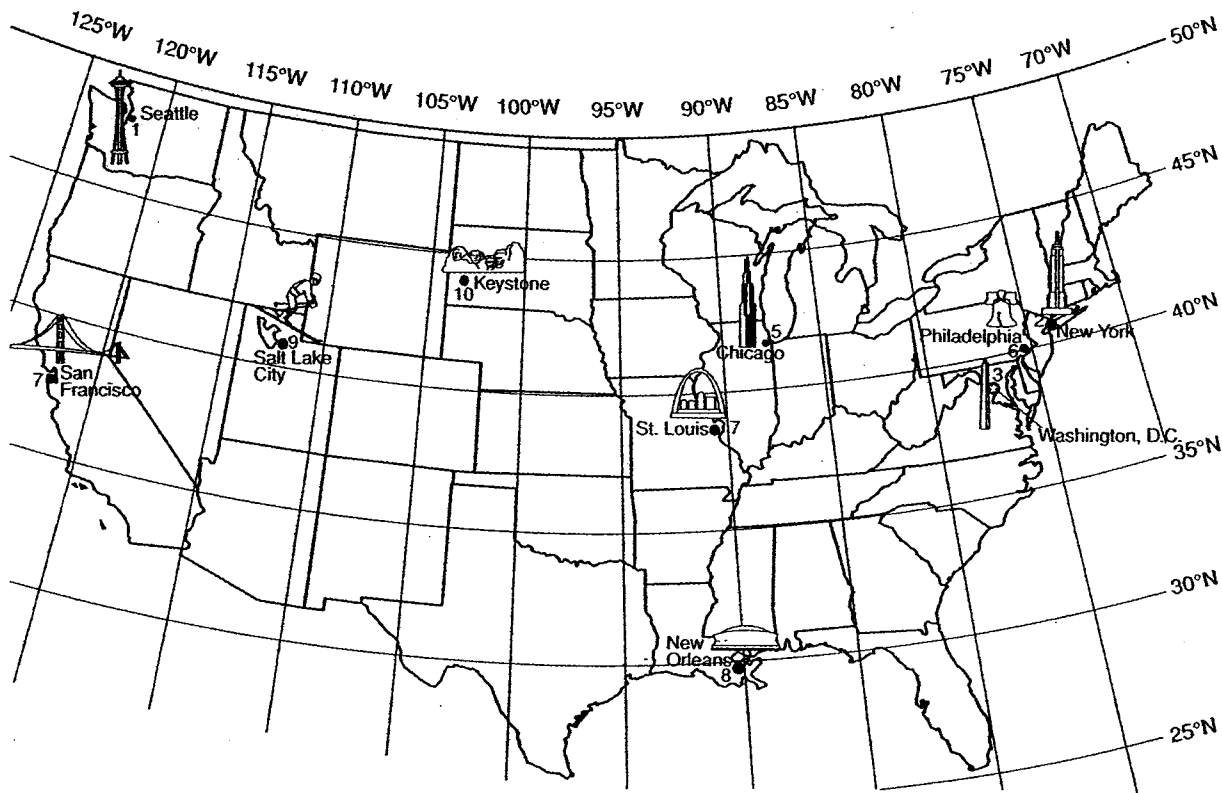 125°W
120°W
115°W
110°W
105°W
100°W
95°W
90°W
85°W
80°W
75°W
70°W
50°N
45°N
40°N
35°N
30°N
25°N
Seattle
1
Keystone
10
9
Salt Lake
City
7
San
Francisco
4
5
Chicago
Philadelphia
6
2
New York
3
Washington, D.C.
St. Louis
7
New
Orleans
8